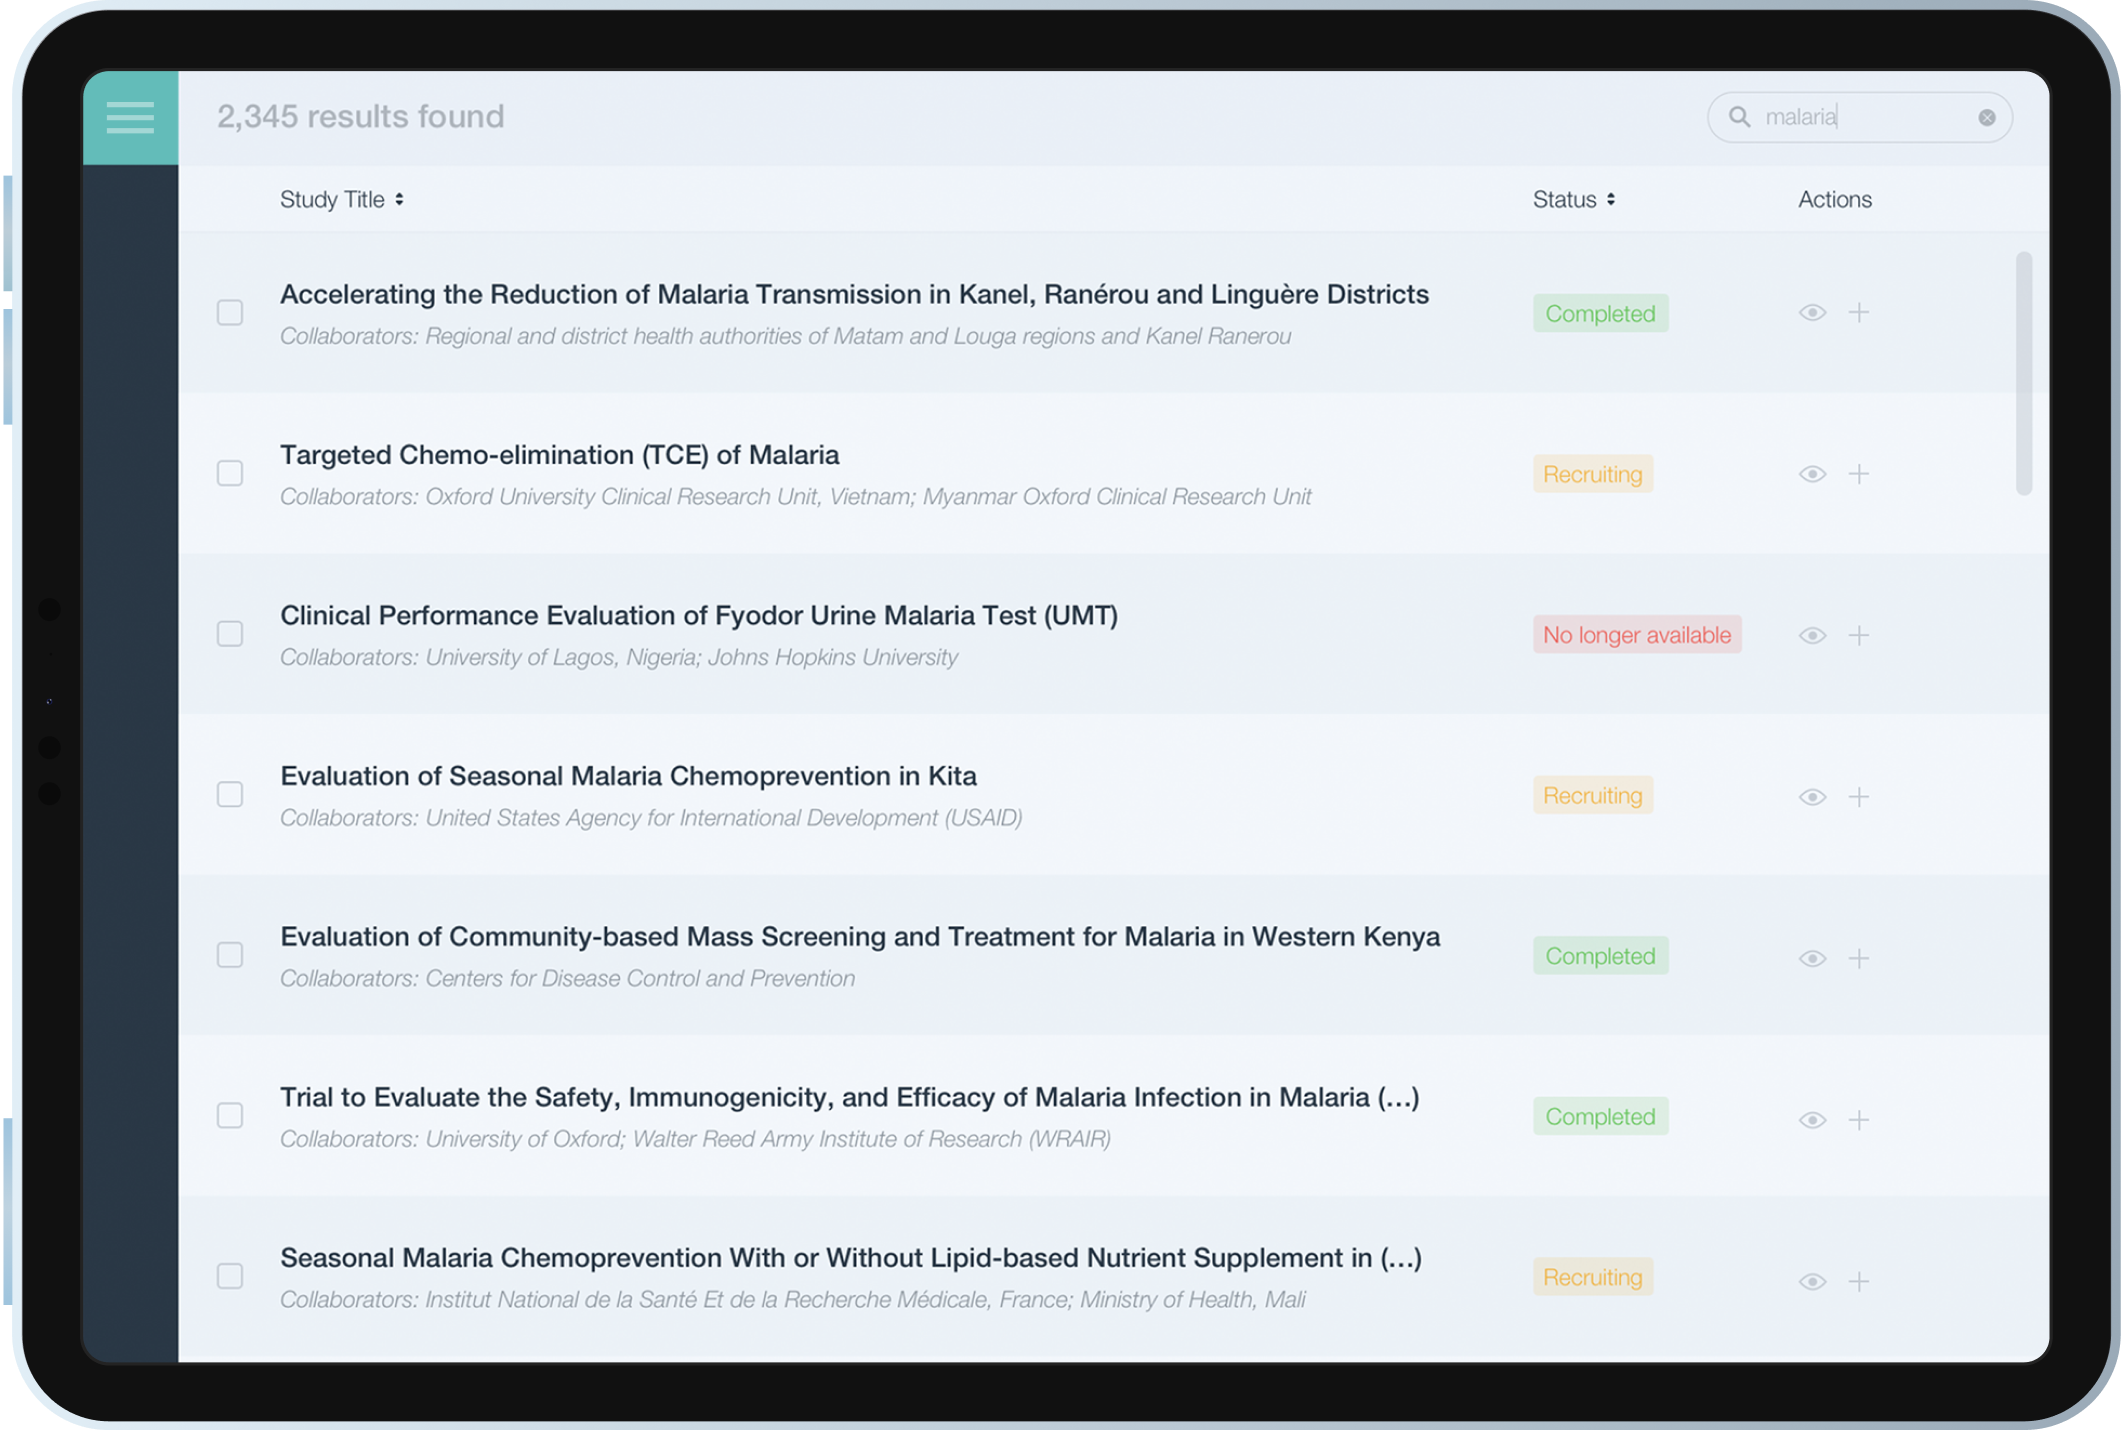 2,345 results found
malaria
Study Title
Status
Actions
Accelerating the Reduction of Malaria Transmission in Kanel, Ranérou and Linguère Districts
Collaborators: Regional and district health authorities of Matam and Louga regions and Kanel Ranerou
Completed
Targeted Chemo-elimination (TCE) of Malaria
Collaborators: Oxford University Clinical Research Unit, Vietnam; Myanmar Oxford Clinical Research Unit
Recruiting
Clinical Performance Evaluation of Fyodor Urine Malaria Test (UMT)
Collaborators: University of Lagos, Nigeria; Johns Hopkins University
No longer available
Evaluation of Seasonal Malaria Chemoprevention in Kita
Collaborators: United States Agency for International Development (USAID)
Recruiting
Evaluation of Community-based Mass Screening and Treatment for Malaria in Western Kenya
Collaborators: Centers for Disease Control and Prevention
Completed
Trial to Evaluate the Safety, Immunogenicity, and Efficacy of Malaria Infection in Malaria (...)
Collaborators: University of Oxford; Walter Reed Army Institute of Research (WRAIR)
Completed
Seasonal Malaria Chemoprevention With or Without Lipid-based Nutrient Supplement in (...)
Collaborators: Institut National de la Santé Et de la Recherche Médicale, France; Ministry of Health, Mali
Recruiting